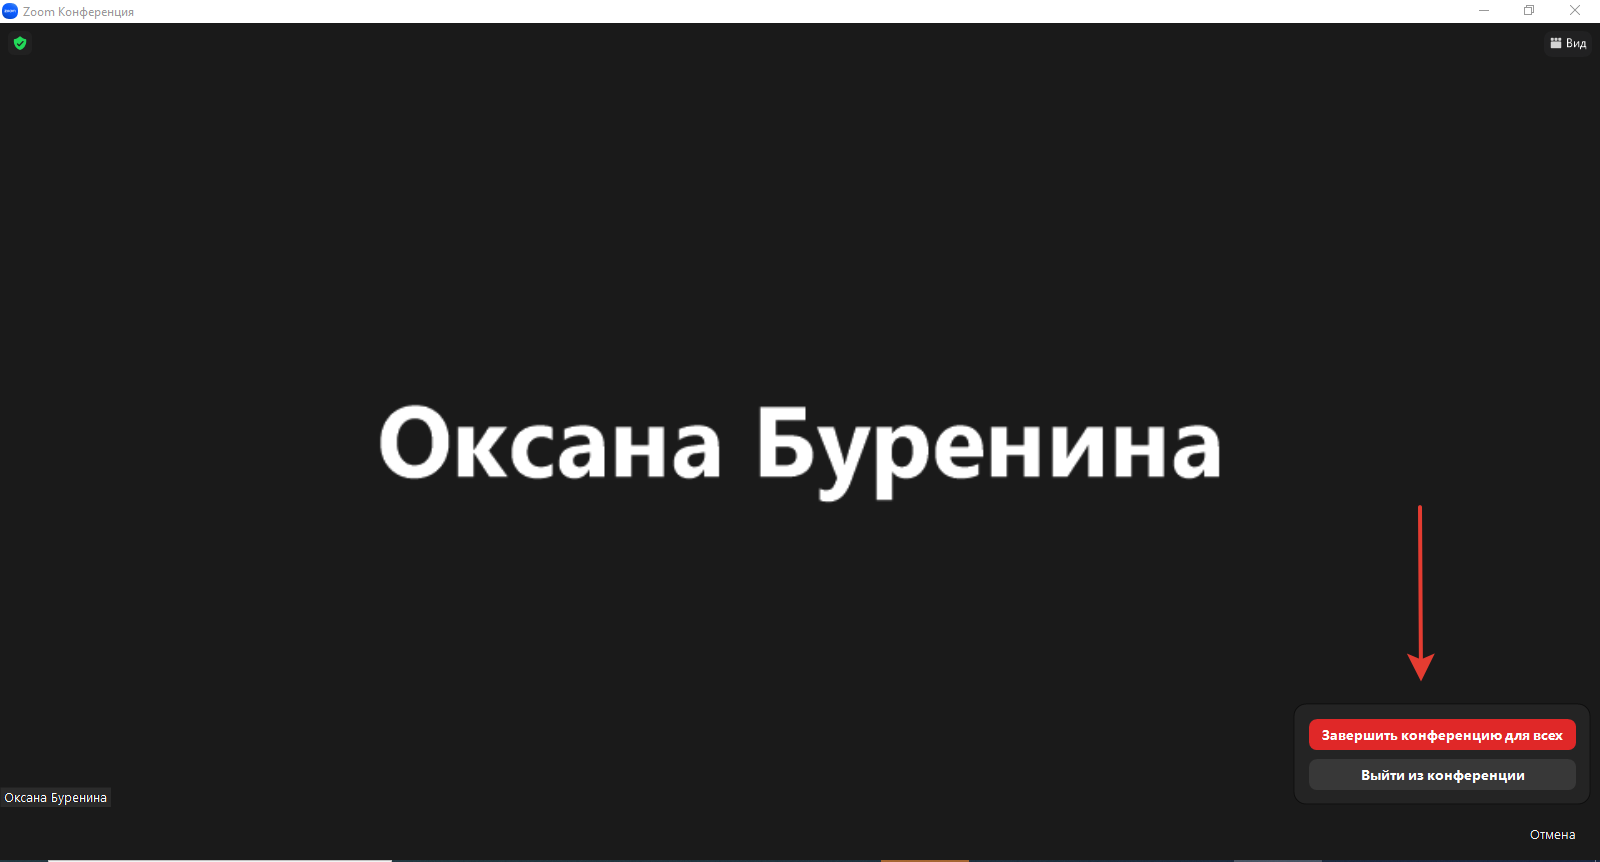 Zoom Конференция
Вид
Оксана Буренина
Завершить конференцию для всех
Выйти из конференции
Оксана Буренина
Отмена